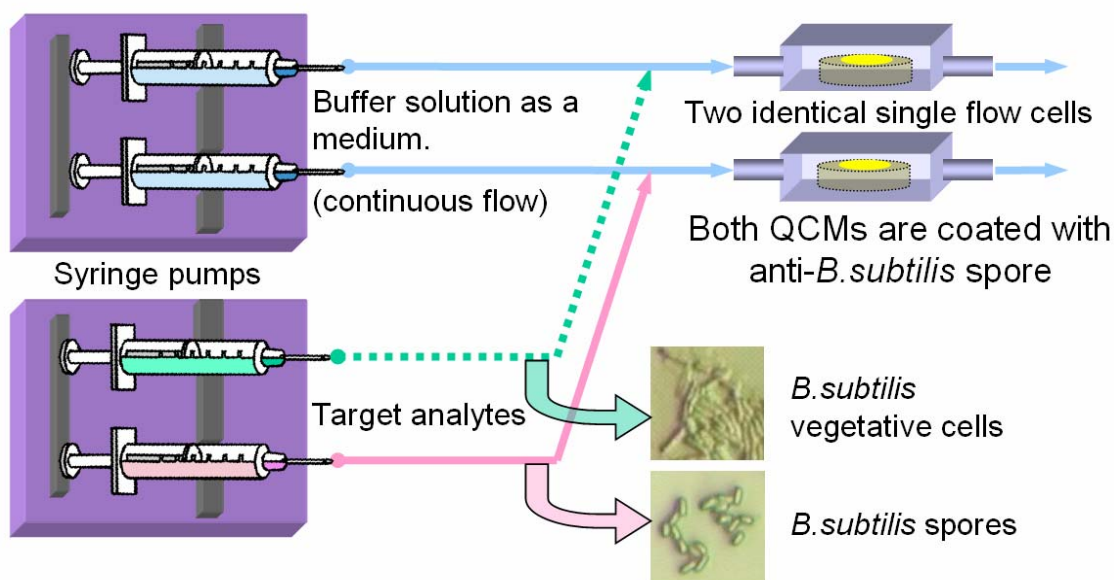 Buffer solution as a
medium.
(continuous flow)
Two identical single flow cells
Both QCMs are coated with
anti-B.subtilis spore
Syringe pumps
Target analytes
B.subtilis
vegetative cells
B.subtilis spores